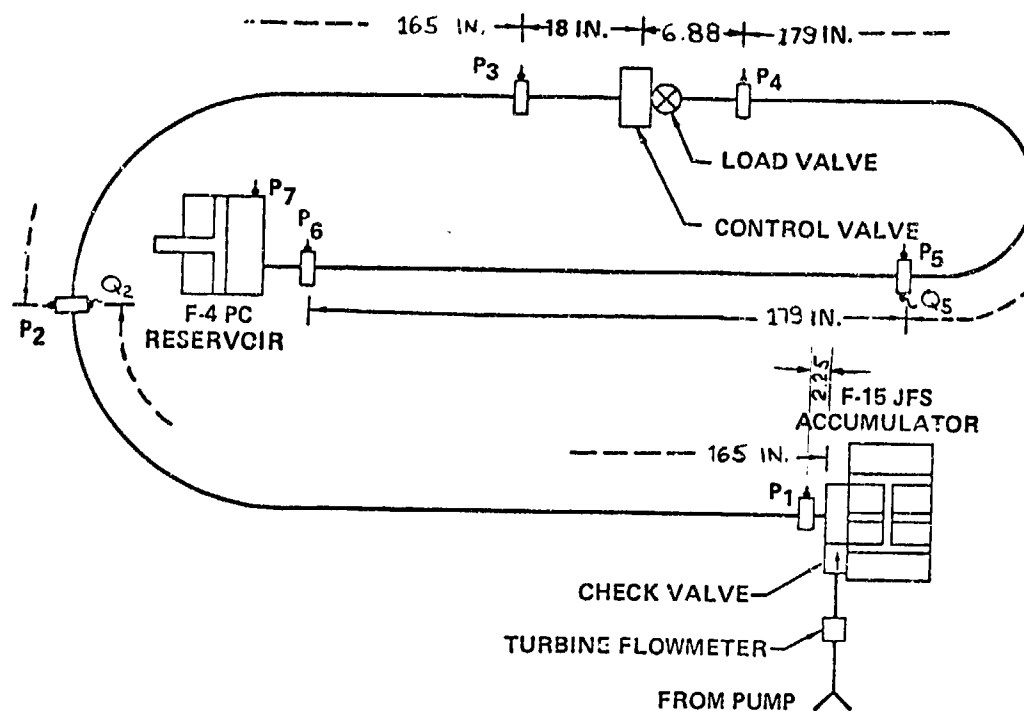 165 IN. 18 IN. 6.88 179 IN.
P3
P4
LOAD VALVE
CONTROL VALVE
P7
P6
P5
Q2
P2
F-4 PC
RESERVOIR
179 IN.
Q5
2.25
F-15 JFS
ACCUMULATOR
165 IN.
P1
CHECK VALVE
TURBINE FLOWMETER
FROM PUMP